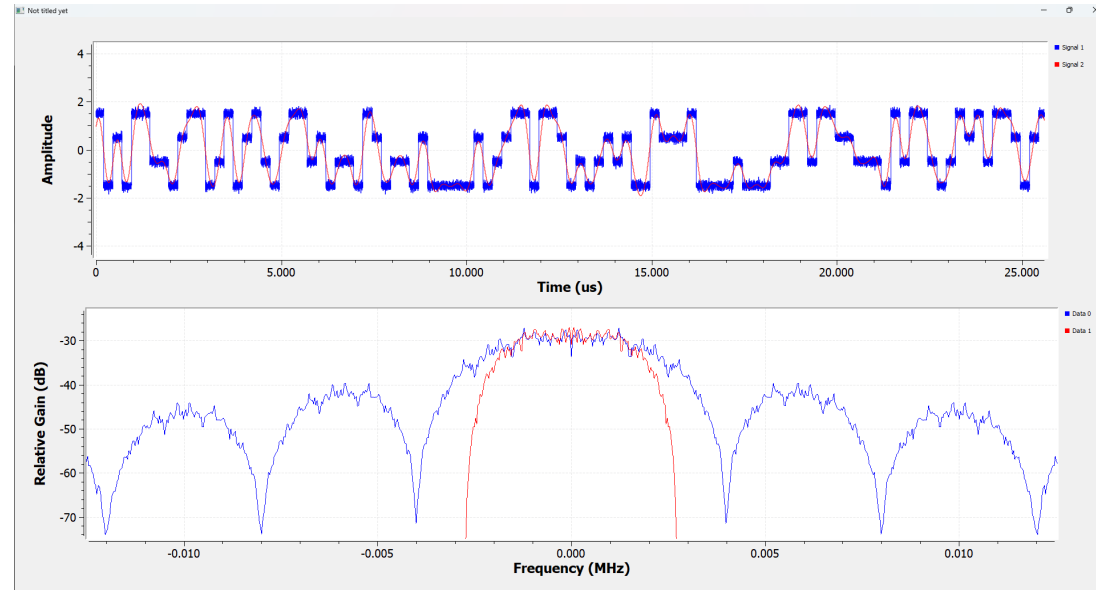 Not titled yet
4
2
0
-2
-4
Amplitude
0 5.000 10.000 15.000 20.000 25.000
Time (us)
Signal 1
Signal 2
-30
-40
-50
-60
-70
Relative Gain (dB)
-0.010 -0.005 0.000 0.005 0.010
Frequency (MHz)
Data 0
Data 1